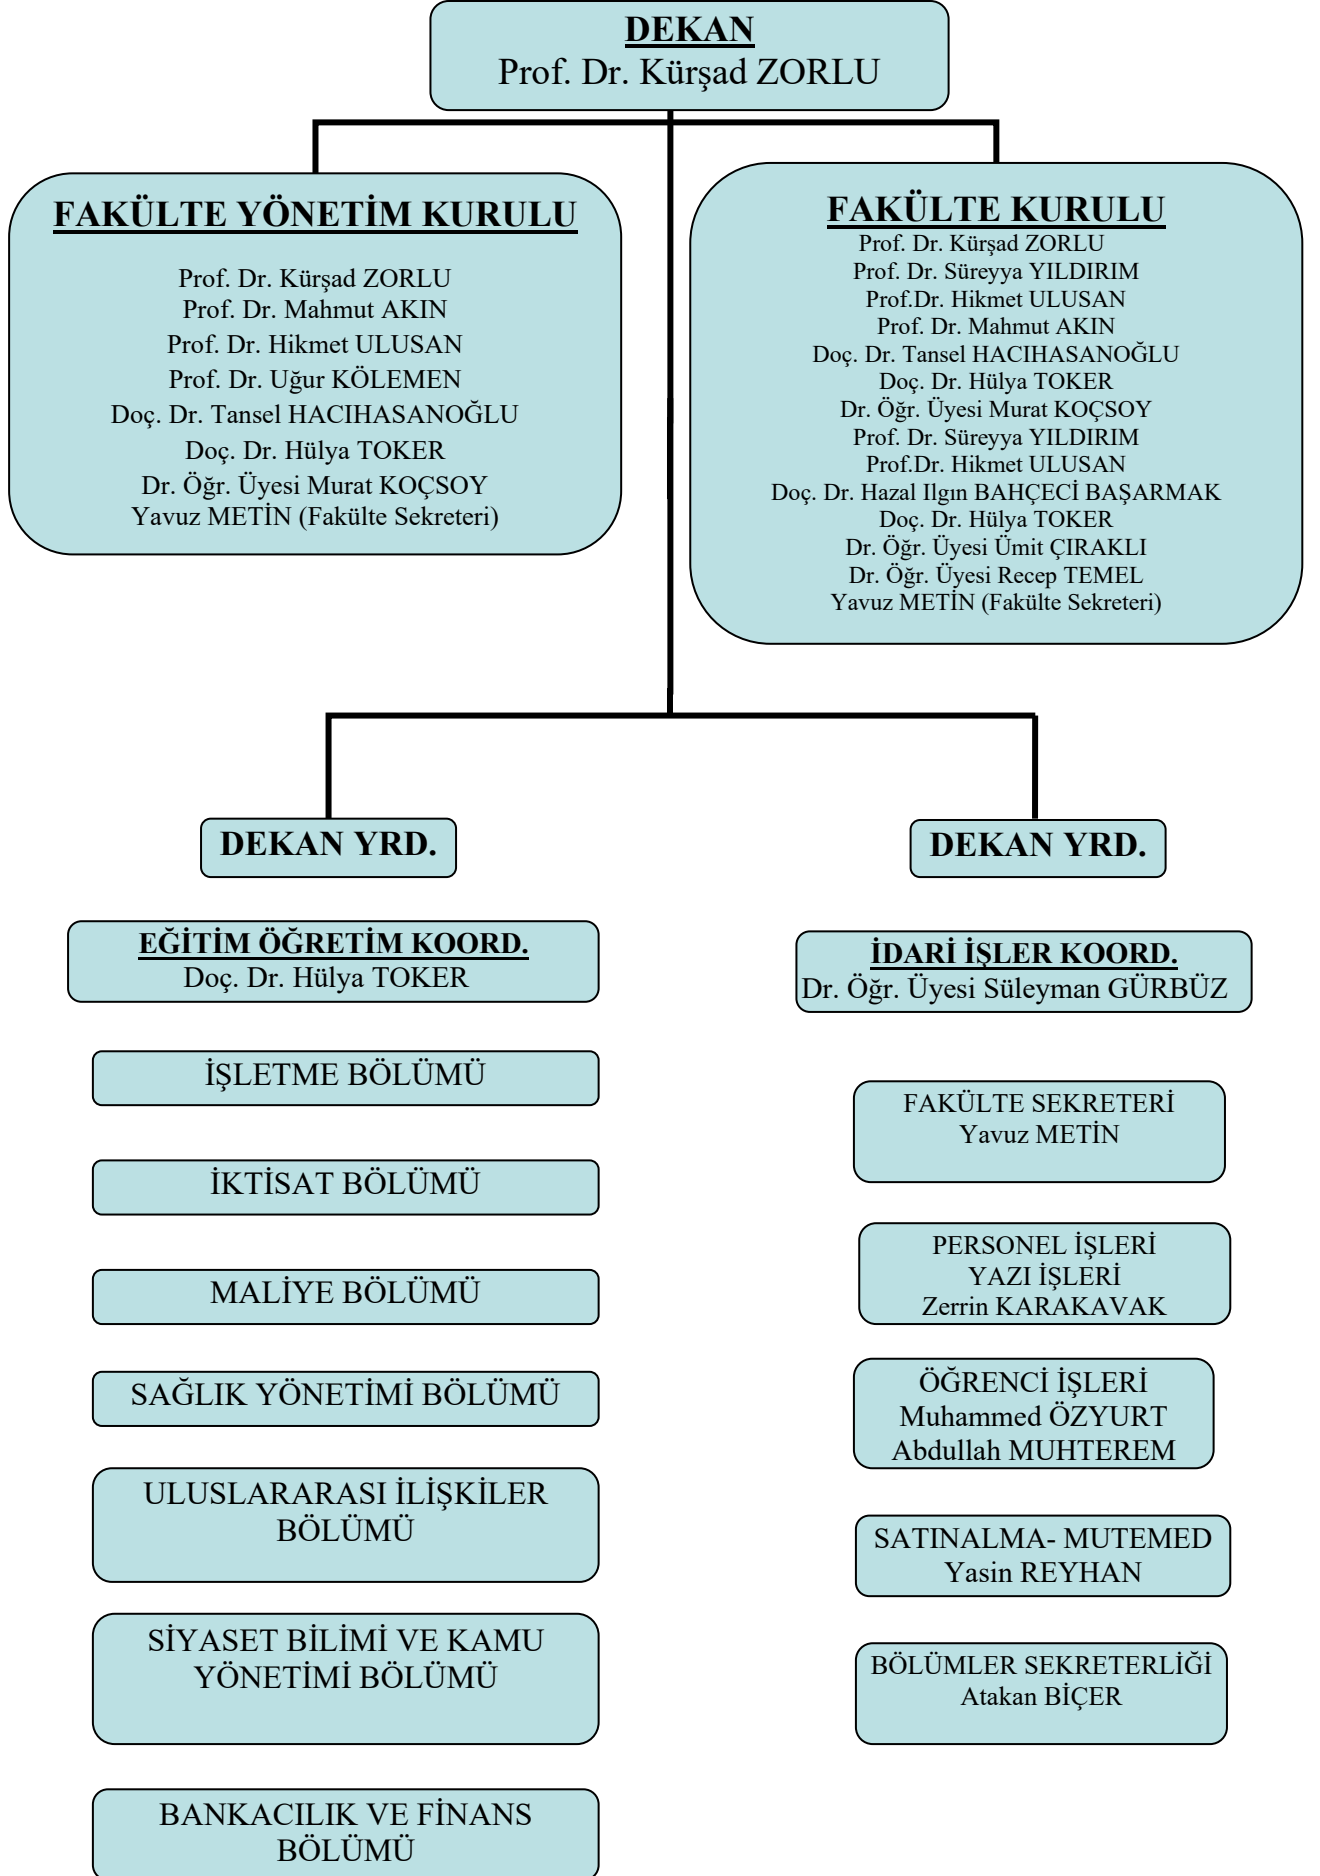 DEKAN
Prof. Dr. Kürşad ZORLU
FAKÜLTE YÖNETİM KURULU
Prof. Dr. Kürşad ZORLU
Prof. Dr. Mahmut AKIN
Prof. Dr. Hikmet ULUSAN
Prof. Dr. Uğur KÖLEMEN
Doç. Dr. Tansel HACIHASANOĞLU
Doç. Dr. Hülya TOKER
Dr. Öğr. Üyesi Murat KOÇSOY
Yavuz METİN (Fakülte Sekreteri)
FAKÜLTE KURULU
Prof. Dr. Kürşad ZORLU
Prof. Dr. Süreyya YILDIRIM
Prof.Dr. Hikmet ULUSAN
Prof. Dr. Mahmut AKIN
Doç. Dr. Tansel HACIHASANOĞLU
Doç. Dr. Hülya TOKER
Dr. Öğr. Üyesi Murat KOÇSOY
Prof. Dr. Süreyya YILDIRIM
Prof.Dr. Hikmet ULUSAN
Doç. Dr. Hazal Ilgın BAHÇECİ BAŞARMAK
Doç. Dr. Hülya TOKER
Dr. Öğr. Üyesi Ümit ÇIRAKLI
Dr. Öğr. Üyesi Recep TEMEL
Yavuz METİN (Fakülte Sekreteri)
DEKAN YRD.
EĞİTİM ÖĞRETİM KOORD.
Doç. Dr. Hülya TOKER
İŞLETME BÖLÜMÜ
İKTİSAT BÖLÜMÜ
MALİYE BÖLÜMÜ
SAĞLIK YÖNETİMİ BÖLÜMÜ
ULUSLARARASI İLİŞKİLER
BÖLÜMÜ
SİYASET BİLİMİ VE KAMU
YÖNETİMİ BÖLÜMÜ
BANKACILIK VE FİNANS
BÖLÜMÜ
DEKAN YRD.
İDARİ İŞLER KOORD.
Dr. Öğr. Üyesi Süleyman GÜRBÜZ
FAKÜLTE SEKRETERİ
Yavuz METİN
PERSONEL İŞLERİ
YAZI İŞLERİ
Zerrin KARAKAVAK
ÖĞRENCİ İŞLERİ
Muhammed ÖZYURT
Abdullah MUHTEREM
SATINALMA- MUTEMED
Yasin REYHAN
BÖLÜMLER SEKRETERLİĞİ
Atakan BİÇER